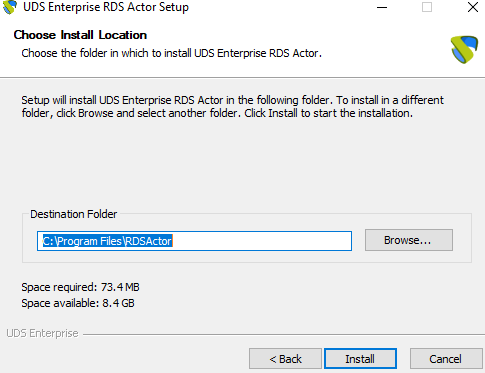 UDS Enterprise RDS Actor Setup
Choose Install Location
Choose the folder in which to install UDS Enterprise RDS Actor.
Setup will install UDS Enterprise RDS Actor in the following folder. To install in a different
folder, click Browse and select another folder. Click Install to start the installation.
Destination Folder
C:\Program Files\RDSActor
Browse...
Space required: 73.4 MB
Space available: 8.4 GB
UDS Enterprise
< Back
Install
Cancel